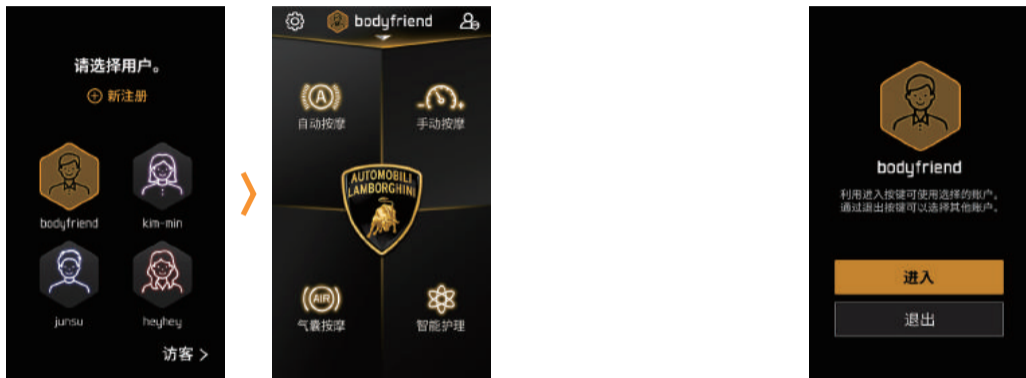 请选择用户。
新注册
bodyfriend
kim-min
junsu
heyhey
访客 >
bodyfriend
自动按摩
手动按摩
AUTOMOBILI
LAMBORGHINI
AIR
气囊按摩
智能护理
bodyfriend
利用进入按键可使用选择的账户。
通过退出按键可以选择其他账户。
进入
退出